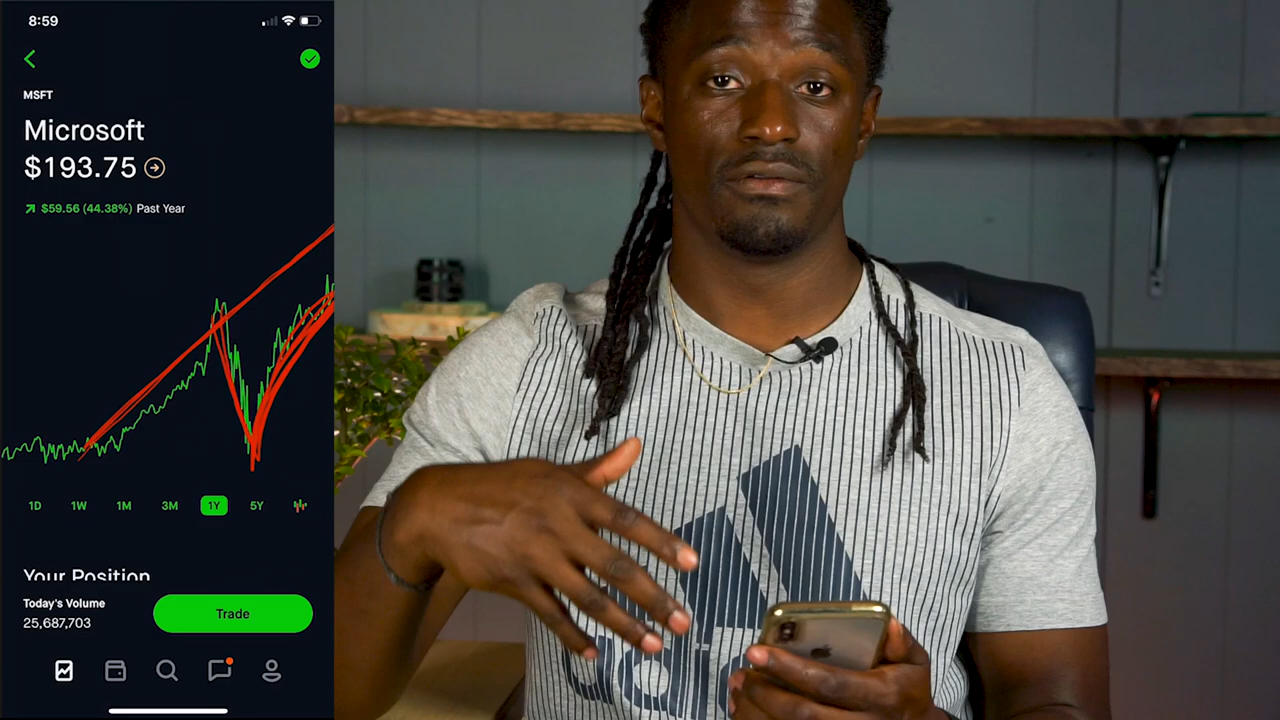 8:59
MSFT
Microsoft
$193.75
$59.56 (44.38%) Past Year
1D 1W 1M 3M 1Y 5Y
Your Position
Today's Volume
25,687,703
Trade